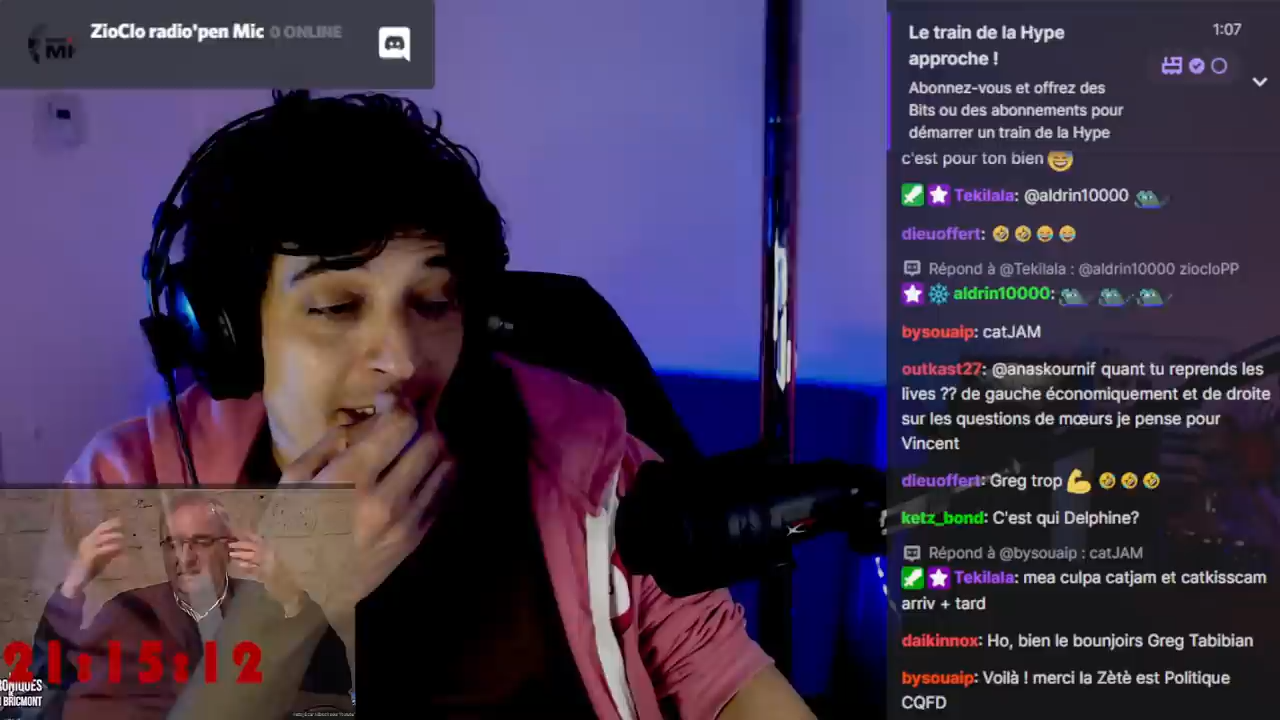 ZioClo radio'pen Mic 0 ONLINE
MI
Le train de la Hype
approche !
1:07
Abonnez-vous et offrez des
Bits ou des abonnements pour
démarrer un train de la Hype
c'est pour ton bien
Tekilala: @aldrin10000
dieuoffert:
Répond à @Tekilala : @aldrin10000 ziocloPP
aldrin10000:
bysouaip: catJAM
outkast27: @anaskournif quant tu reprends les
lives ?? de gauche économiquement et de droite
sur les questions de mœurs je pense pour
Vincent
dieuoffert: Greg trop
ketz_bond: C'est qui Delphine?
Répond à @bysouaip : catJAM
Tekilala: mea culpa catjam et catkisscam
arriv + tard
daikinnox: Ho, bien le bounjoirs Greg Tabibian
bysouaip: Voilà ! merci la Zètè est Politique
CQFD
21:15:12
RONIQUES
BRICMONT